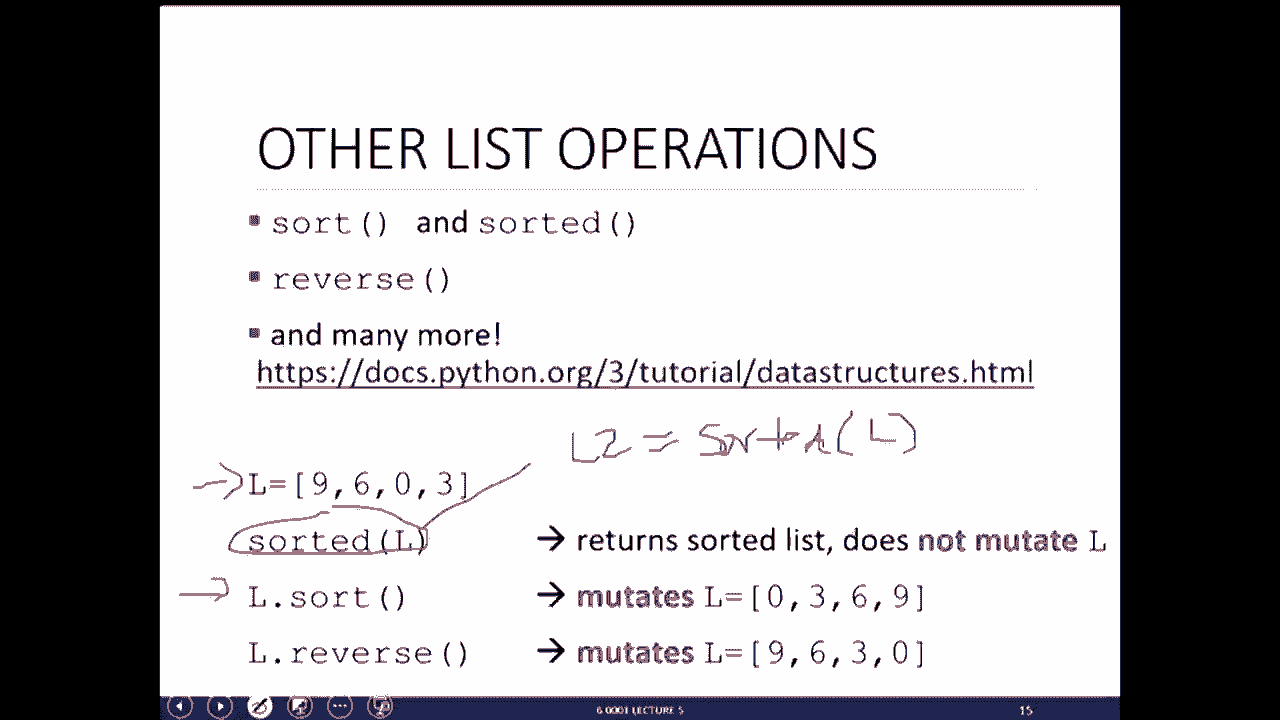 OTHER LIST OPERATIONS
▪ sort() and sorted()
▪ reverse()
▪ and many more!
https://docs.python.org/3/tutorial/datastructures.html
L2 = Sorted(L)
L=[9,6,0,3]
sorted(L) → returns sorted list, does not mutate L
L.sort() → mutates L=[0,3,6,9]
L.reverse() → mutates L=[9,6,3,0]
6.0001 LECTURE 5 15